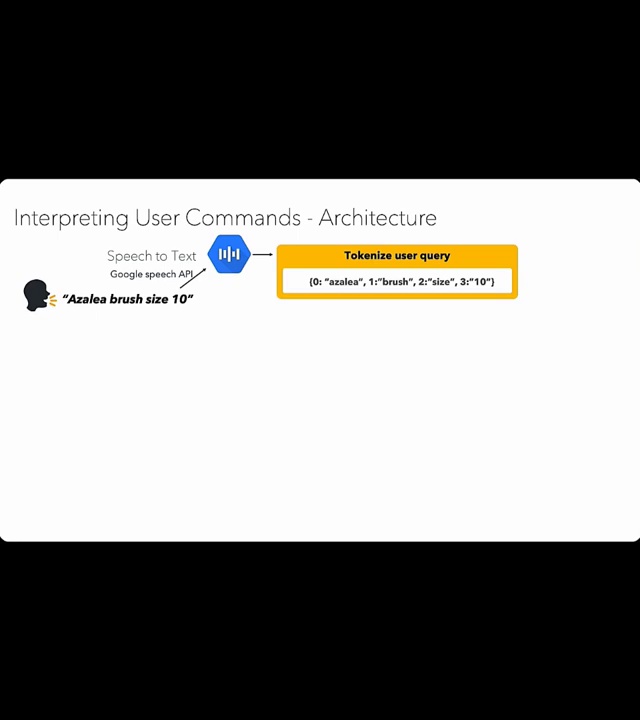 Interpreting User Commands - Architecture
Speech to Text
Google speech API
“Azalea brush size 10”
Tokenize user query
{0: “azalea”, 1:“brush”, 2:“size”, 3:“10”}